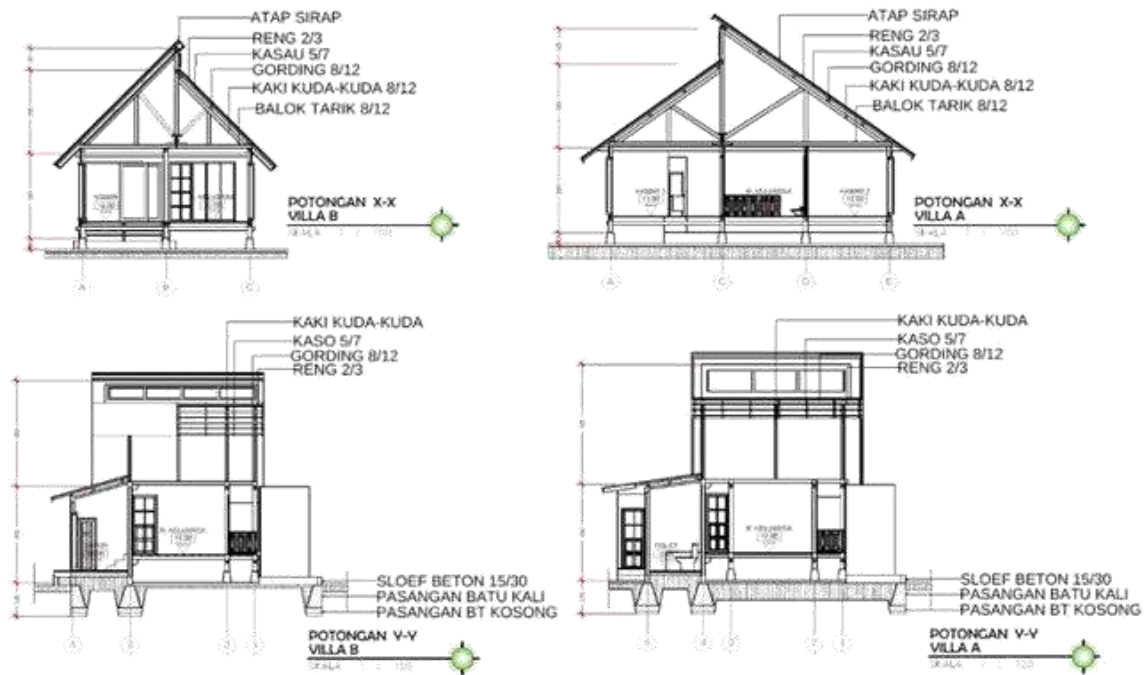 ATAP SIRAP
RENG 2/3
KASAU 5/7
GORDING 8/12
KAKI KUDA-KUDA 8/12
BALOK TARIK 8/12
POTONGAN X-X
VILLA B
A
B
C
ATAP SIRAP
RENG 2/3
KASAU 5/7
GORDING 8/12
KAKI KUDA-KUDA 8/12
BALOK TARIK 8/12
POTONGAN X-X
VILLA A
A
C
D
E
KAKI KUDA-KUDA
KASO 5/7
GORDING 8/12
RENG 2/3
SLOEF BETON 15/30
PASANGAN BATU KALI
PASANGAN BT KOSONG
POTONGAN Y-Y
VILLA B
KAKI KUDA-KUDA
KASO 5/7
GORDING 8/12
RENG 2/3
SLOEF BETON 15/30
PASANGAN BATU KALI
PASANGAN BT KOSONG
POTONGAN Y-Y
VILLA A